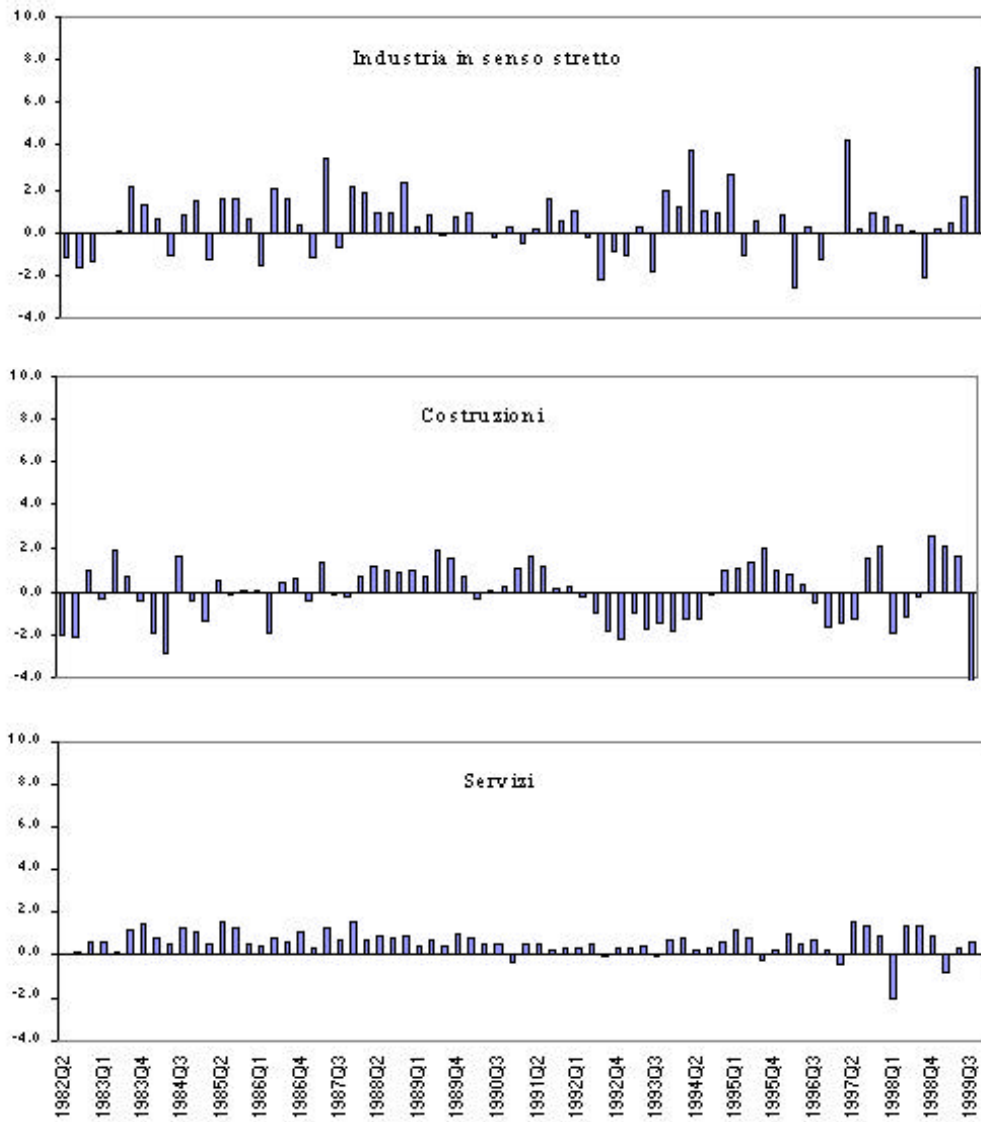 10.0
8.0
6.0
4.0
2.0
0.0
-2.0
-4.0
Industria in senso stretto
10.0
8.0
6.0
4.0
2.0
0.0
-2.0
-4.0
Costruzioni
10.0
8.0
6.0
4.0
2.0
0.0
-2.0
-4.0
Servizi
1982Q2
1983Q1
1983Q4
1984Q3
1985Q2
1986Q1
1986Q4
1987Q3
1988Q2
1989Q1
1989Q4
1990Q3
1991Q2
1992Q1
1992Q4
1993Q3
1994Q2
1995Q1
1995Q4
1996Q3
1997Q2
1998Q1
1998Q4
1999Q3